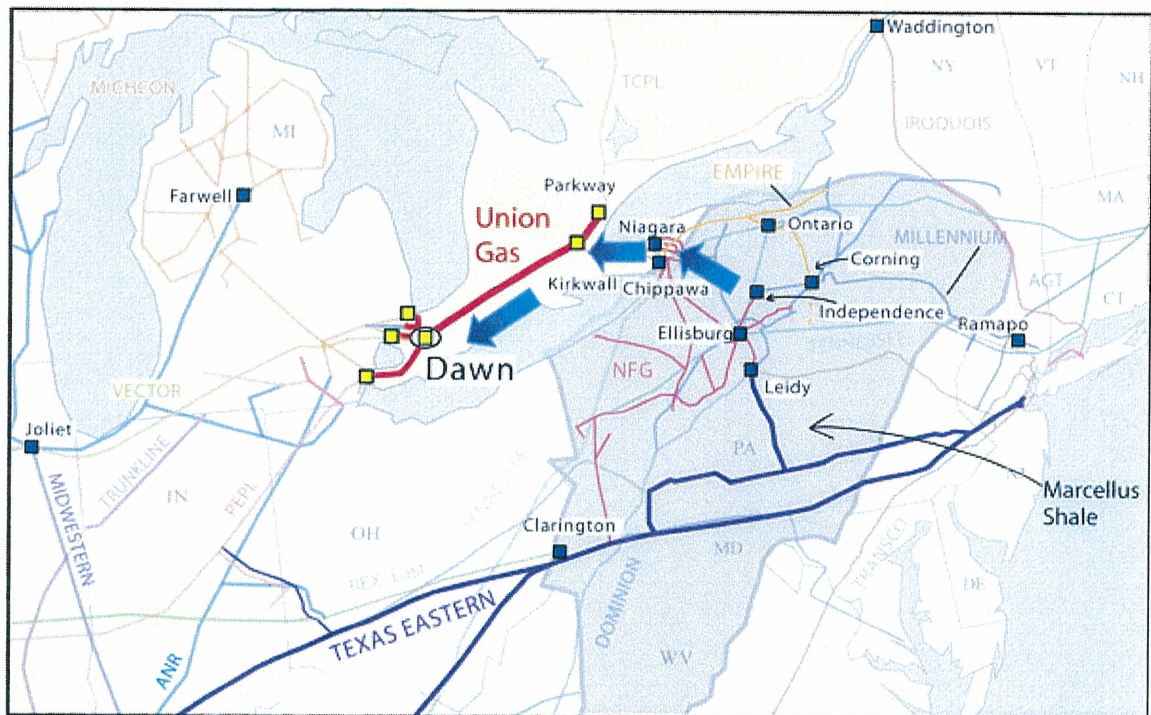 Waddington
NY
VT
NH
MICHCON
TCPL
MI
IROQUOIS
Farwell
Parkway
EMPIRE
MA
Union
Gas
Niagara
Ontario
MILLENNIUM
Corning
Kirkwall
Chippawa
AGT
CT
Independence
Ramapo
Ellisburg
Dawn
NFG
Leidy
VECTOR
Joliet
TRUNKLINE
PA
MIDWESTERN
IN
PEPL
Marcellus
Shale
OH
Clarington
MD
TRANSCO
REX East
DE
DOMINION
TEXAS EASTERN
ANR
WV